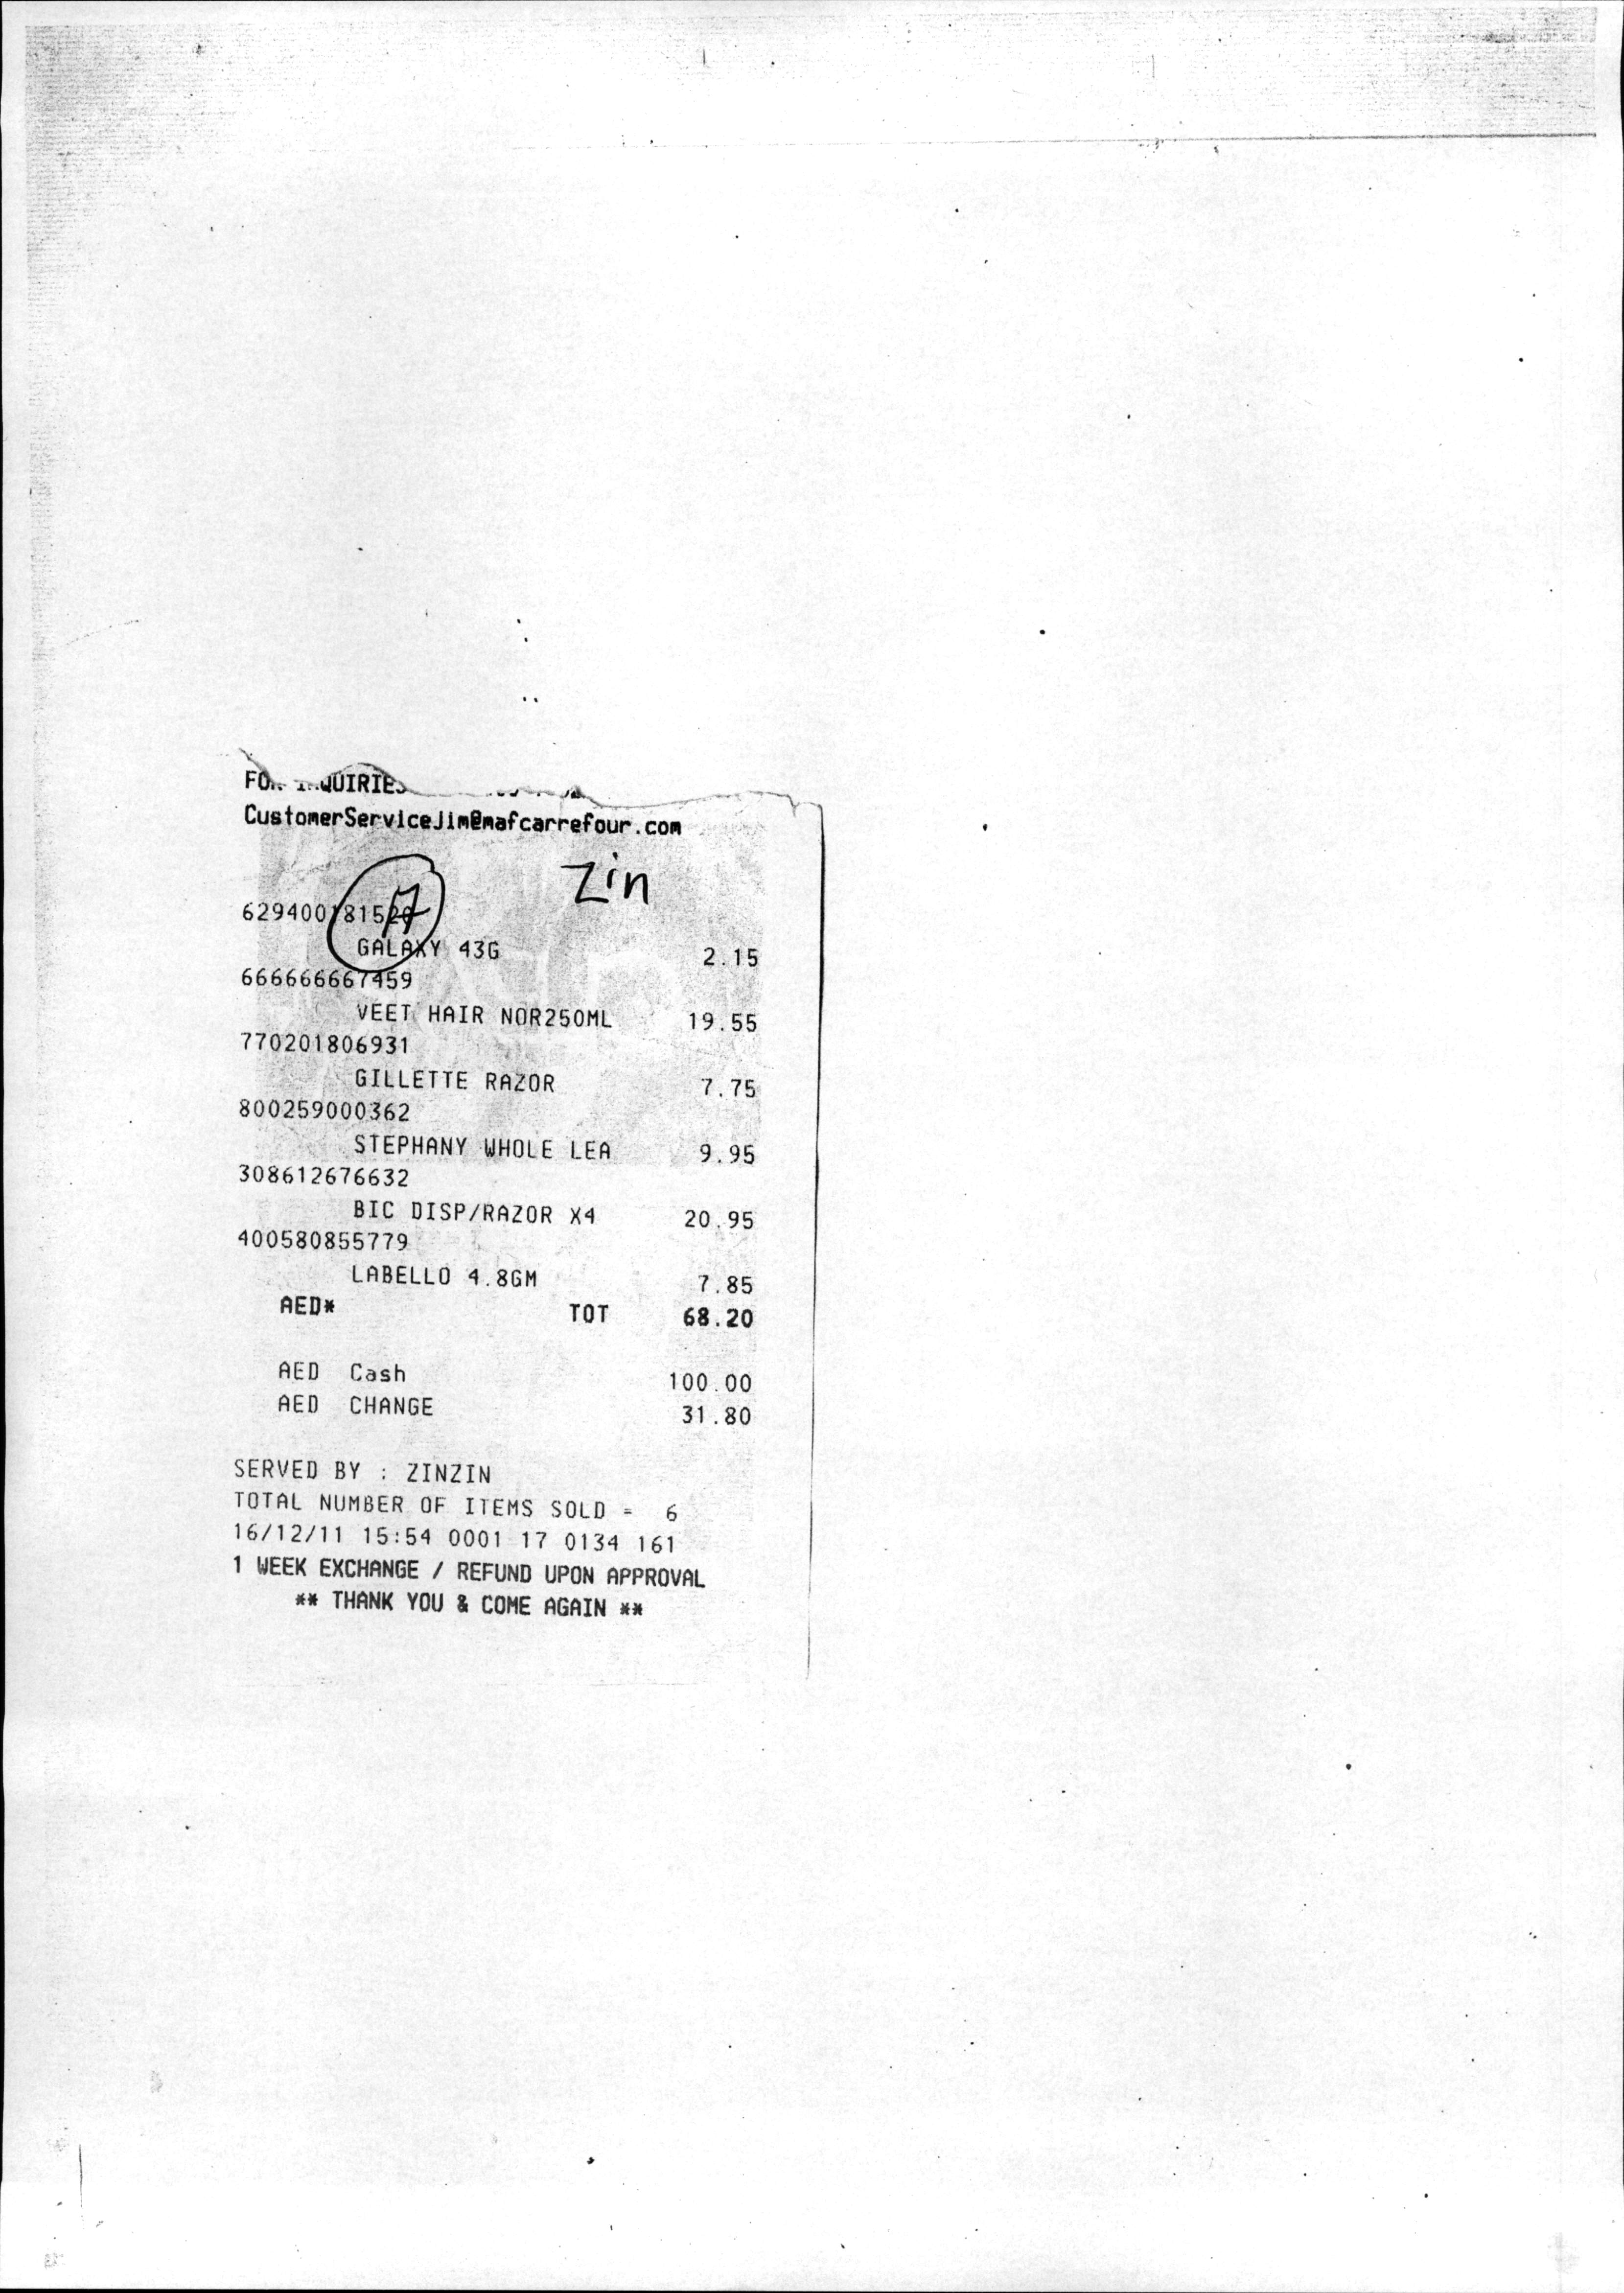 CustomerServiceJim@mafcarrefour.com
Zin
17
GALAXY 43G 2.15
666666667459
VEET HAIR NOR250ML 19.55
770201806931
GILLETTE RAZOR 7.75
800259000362
STEPHANY WHOLE LEA 9.95
308612676632
BIC DISP/RAZOR X4 20.95
400580855779
LABELLO 4.8GM 7.85
AED* TOT 68.20
AED Cash 100.00
AED CHANGE 31.80
SERVED BY : ZINZIN
TOTAL NUMBER OF ITEMS SOLD = 6
16/12/11 15:54 0001 17 0134 161
1 WEEK EXCHANGE / REFUND UPON APPROVAL
** THANK YOU & COME AGAIN **